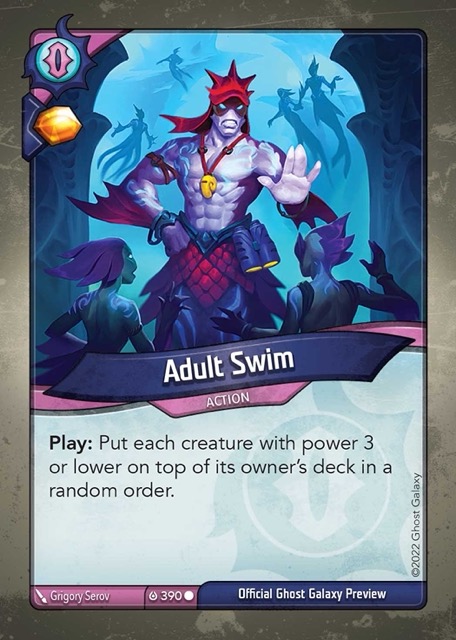 Adult Swim
ACTION
Play: Put each creature with power 3
or lower on top of its owner's deck in a
random order.
©2022 Ghost Galaxy
Grigory Serov
390
Official Ghost Galaxy Preview